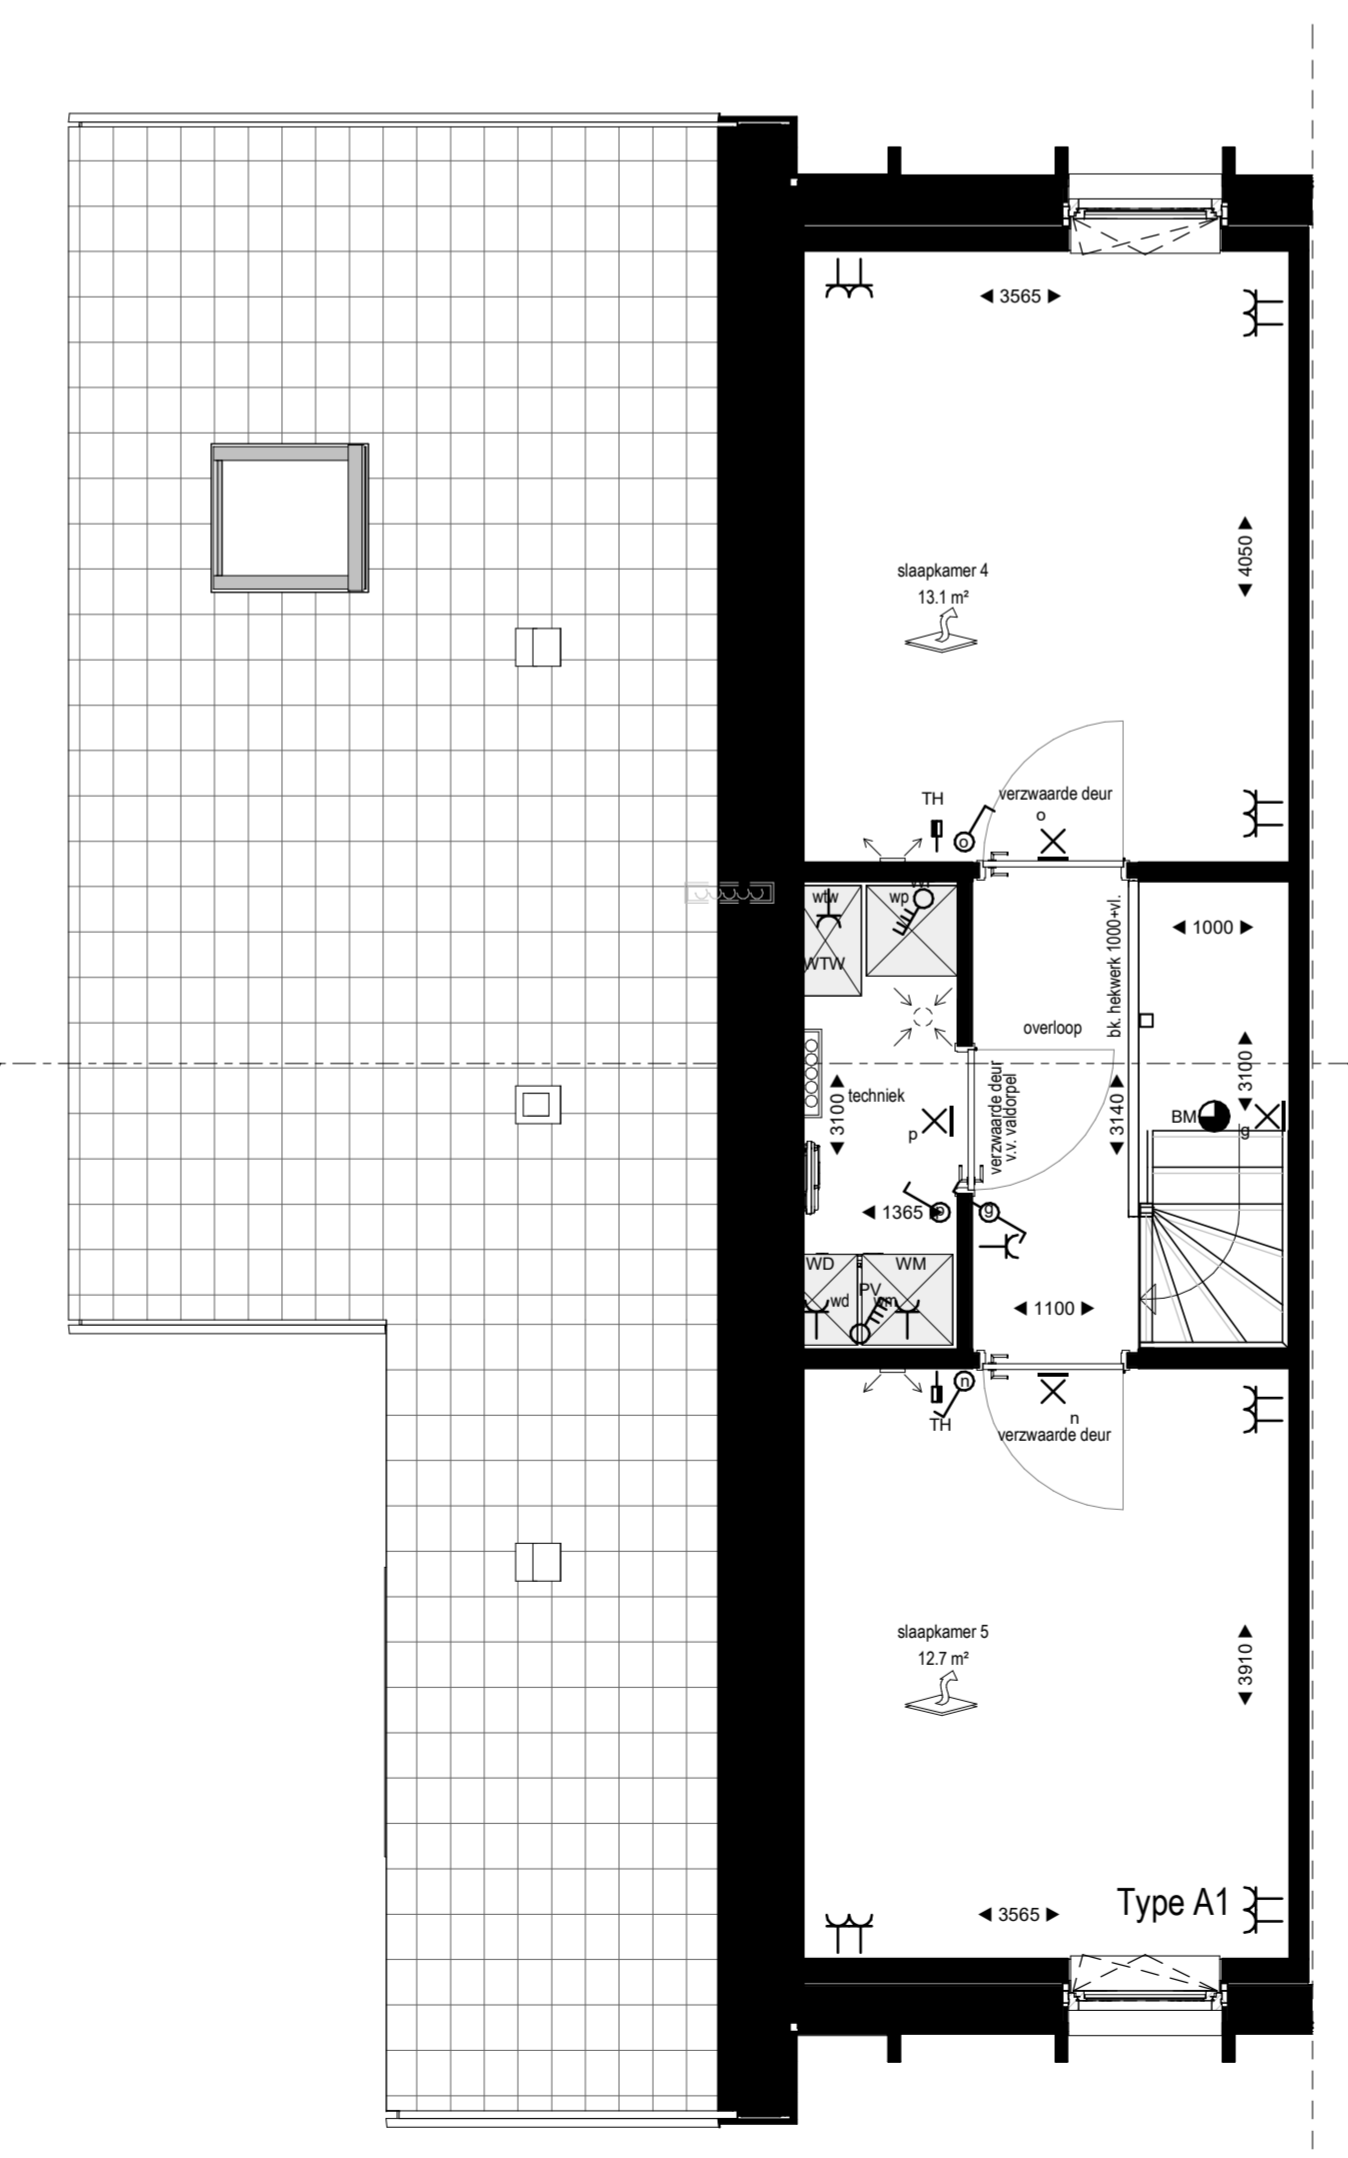 3565
slaapkamer 4
13.1 m²
4050
TH
verzwaarde deur
o
o
wtw
wp
WTW
bk. hekwerk 1000+vl.
1000
overloop
3100
techniek
3100
p
verzwaarde deur
v.v. valdorpel
3140
BM
g
1365
g
WD
WM
PV
wd
wm
1100
n
TH
n
verzwaarde deur
slaapkamer 5
12.7 m²
3910
Type A1
3565